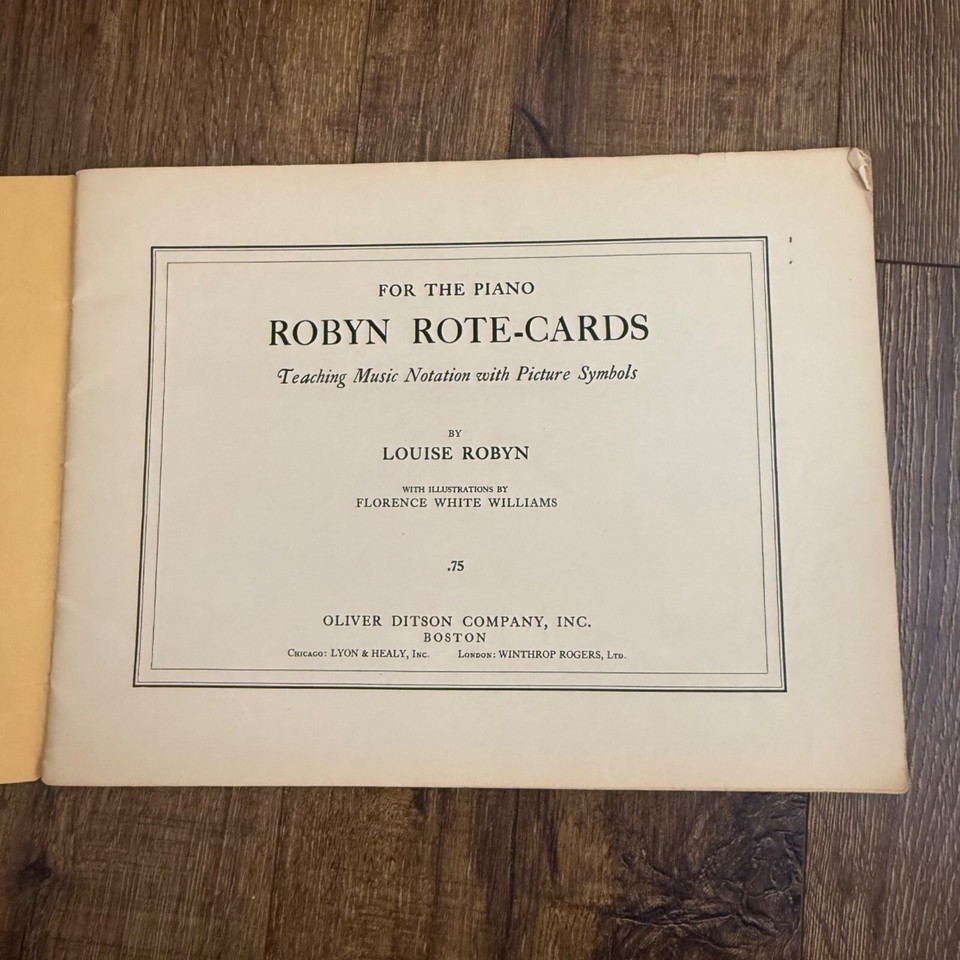 FOR THE PIANO
ROBYN ROTE-CARDS
Teaching Music Notation with Picture Symbols
BY
LOUISE ROBYN
WITH ILLUSTRATIONS BY
FLORENCE WHITE WILLIAMS
.75
OLIVER DITSON COMPANY, INC.
BOSTON
Chicago: LYON & HEALY, Inc. London: WINTHROP ROGERS, Ltd.